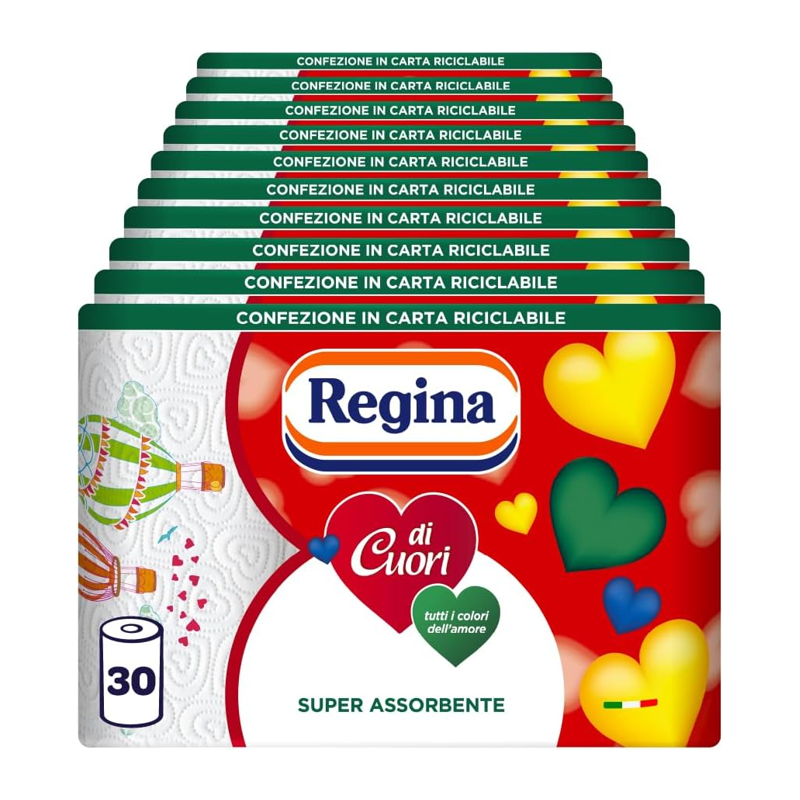 CONFEZIONE IN CARTA RICICLABILE
CONFEZIONE IN CARTA RICICLABILE
CONFEZIONE IN CARTA RICICLABILE
CONFEZIONE IN CARTA RICICLABILE
CONFEZIONE IN CARTA RICICLABILE
CONFEZIONE IN CARTA RICICLABILE
CONFEZIONE IN CARTA RICICLABILE
CONFEZIONE IN CARTA RICICLABILE
CONFEZIONE IN CARTA RICICLABILE
CONFEZIONE IN CARTA RICICLABILE
Regina
di
Cuori
tutti i colori
dell'amore
30
SUPER ASSORBENTE